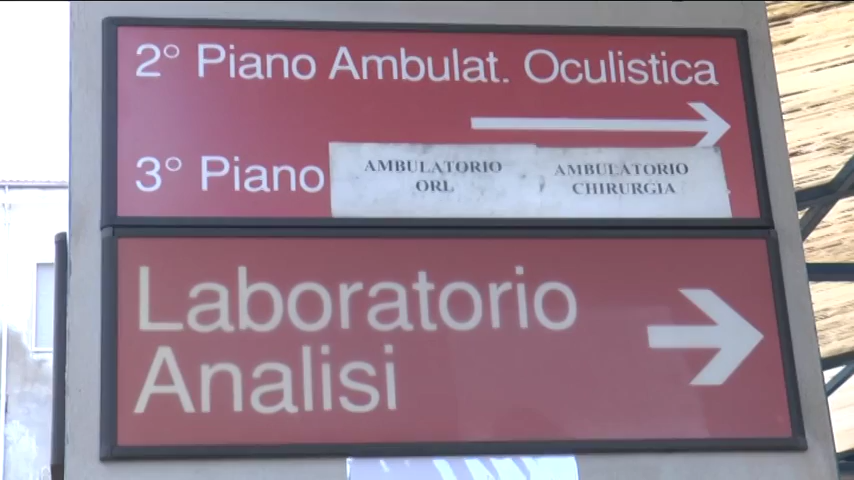 2° Piano Ambulat. Oculistica
3° Piano
AMBULATORIO
ORL
AMBULATORIO
CHIRURGIA
Laboratorio
Analisi